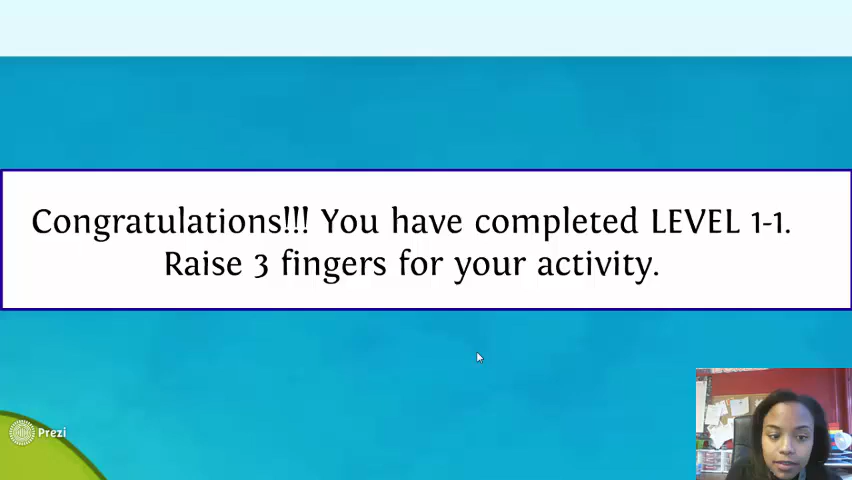 Congratulations!!! You have completed LEVEL 1-1.
Raise 3 fingers for your activity.
Prezi